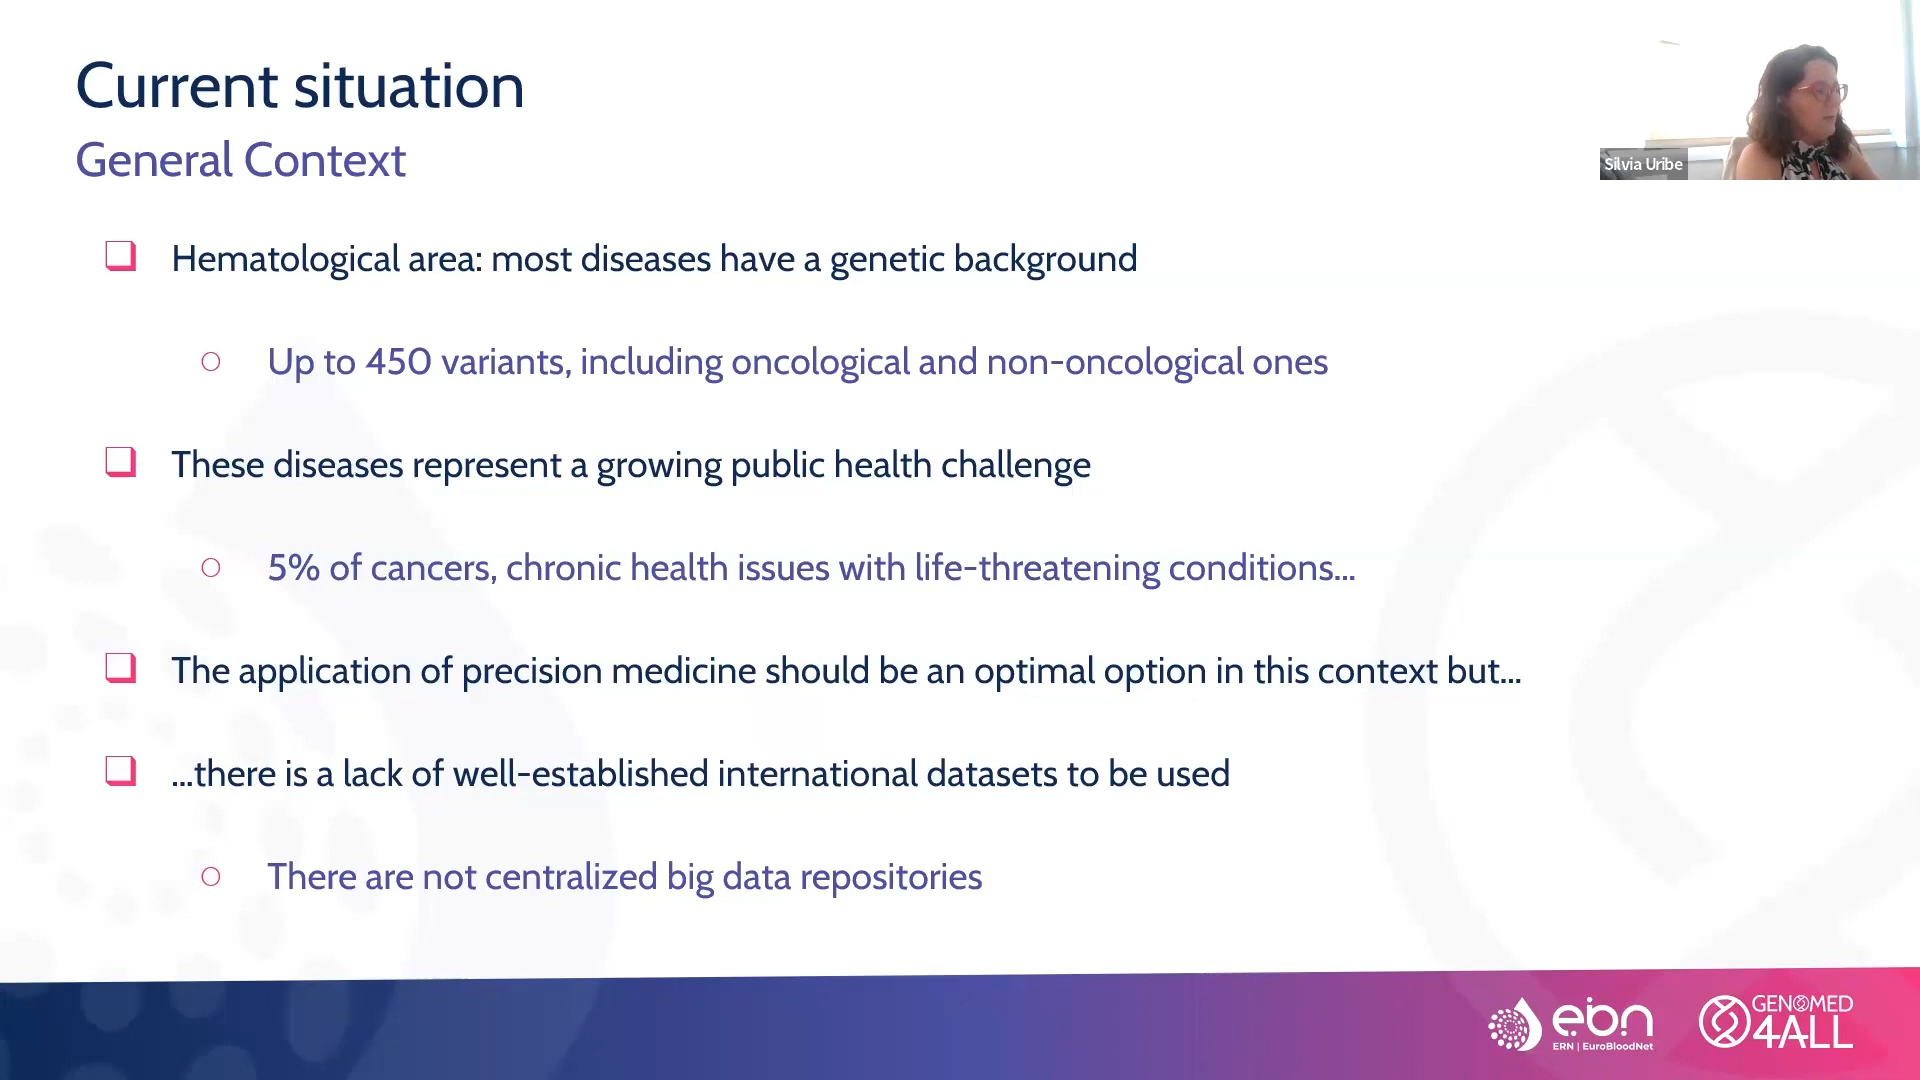 Current situation
General Context
Silvia Uribe
Hematological area: most diseases have a genetic background
Up to 450 variants, including oncological and non-oncological ones
These diseases represent a growing public health challenge
5% of cancers, chronic health issues with life-threatening conditions...
The application of precision medicine should be an optimal option in this context but...
...there is a lack of well-established international datasets to be used
There are not centralized big data repositories
ebn
ERN | EuroBloodNet
GENOMED
4ALL